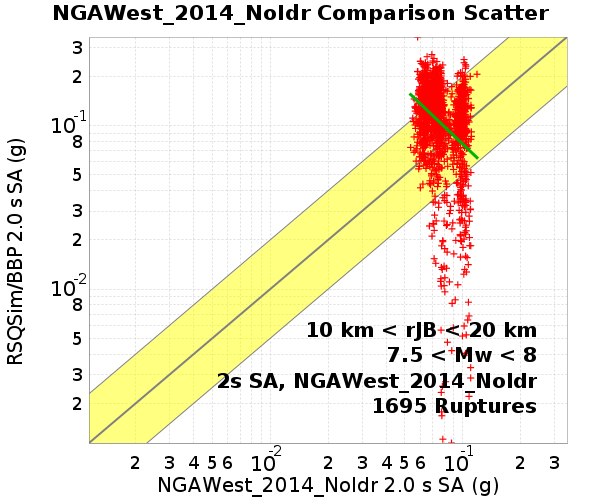 NGAWest_2014_NoIdr Comparison Scatter
RSQSim/BBP 2.0 s SA (g)
3
2
10-1
8
5
3
2
10-2
8
5
3
2
10 km < rJB < 20 km
7.5 < Mw < 8
2s SA, NGAWest_2014_NoIdr
1695 Ruptures
2 3 4 5 6 10-2 2 3 4 5 6 10-1 2 3
NGAWest_2014_NoIdr 2.0 s SA (g)